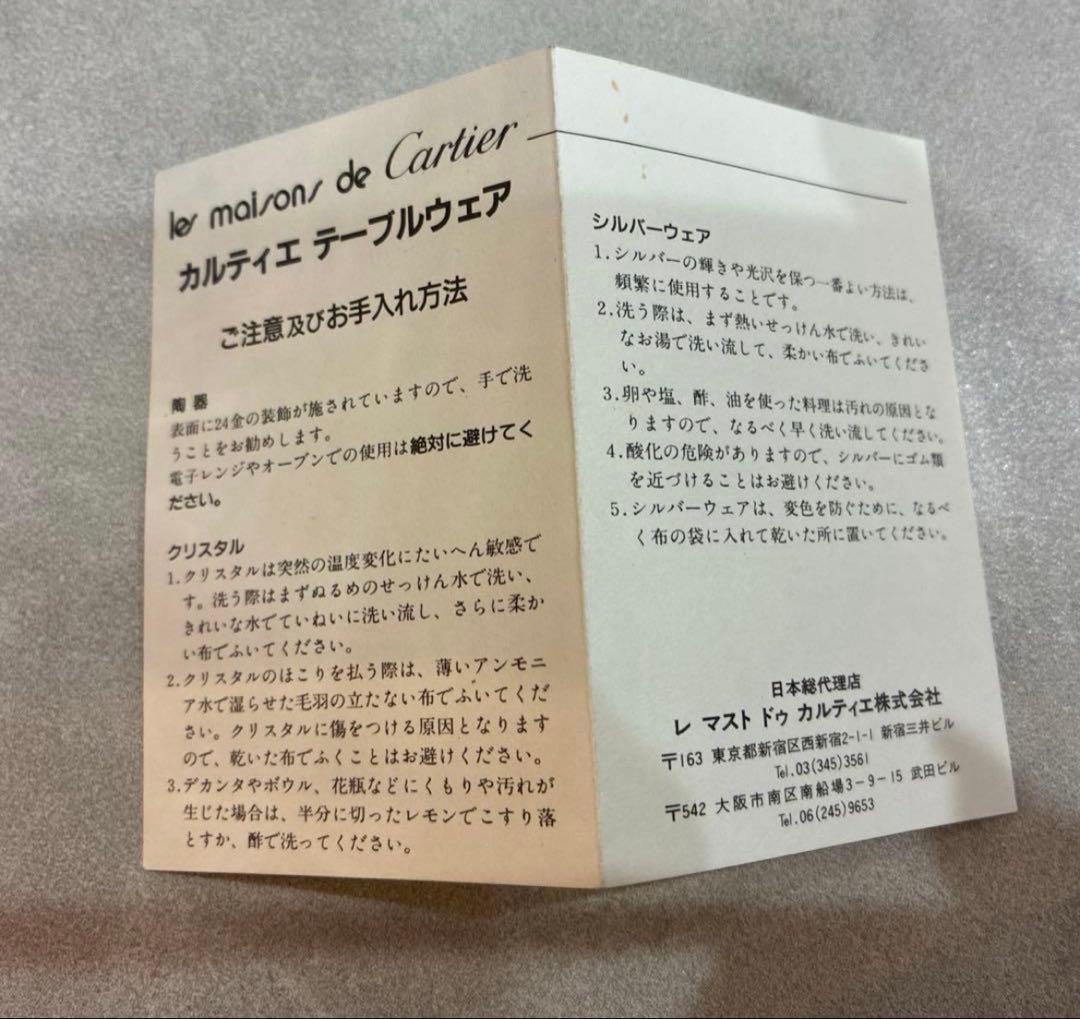 les maisons de Cartier
カルティエ テーブルウェア
ご注意及びお手入れ方法
陶器
表面に24金の装飾が施されていますので、手で洗
うことをお勧めします。
電子レンジやオーブンでの使用は絶対に避けてく
ださい。
クリスタル
1.クリスタルは突然の温度変化にたいへん敏感で
す。洗う際はまずぬるめのせっけん水で洗い、
きれいな水でていねいに洗い流し、さらに柔か
い布でふいてください。
2.クリスタルのほこりを払う際は、薄いアンモニ
ア水で湿らせた毛羽の立たない布でふいてくだ
さい。クリスタルに傷をつける原因となります
ので、乾いた布でふくことはお避けください。
3.デカンタやボウル、花瓶などにくもりや汚れが
生じた場合は、半分に切ったレモンでこすり落
とすか、酢で洗ってください。
シルバーウェア
1.シルバーの輝きや光沢を保つ一番よい方法は、
頻繁に使用することです。
2.洗う際は、まず熱いせっけん水で洗い、きれい
なお湯で洗い流して、柔かい布でふいてくださ
い。
3.卵や塩、酢、油を使った料理は汚れの原因とな
りますので、なるべく早く洗い流してください。
4.酸化の危険がありますので、シルバーにゴム類
を近づけることはお避けください。
5.シルバーウェアは、変色を防ぐために、なるべ
く布の袋に入れて乾いた所に置いてください。
日本総代理店
レ マスト ドゥ カルティエ株式会社
〒163 東京都新宿区西新宿2-1-1 新宿三井ビル
Tel.03(345)3561
〒542 大阪市南区南船場3-9-15 武田ビル
Tel.06(245)9653